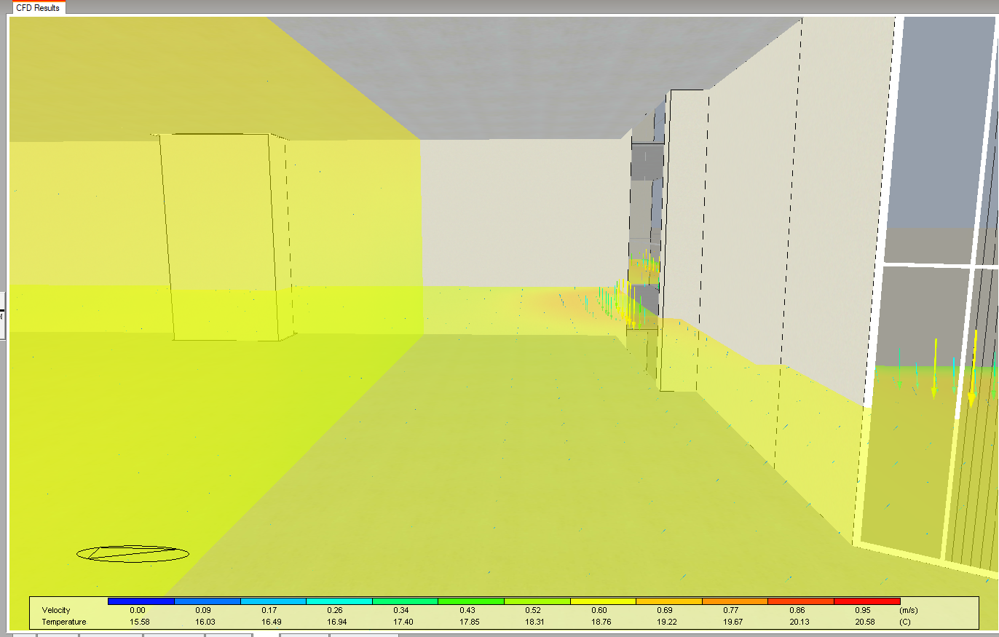 CFD Results
Velocity 0.00 0.09 0.17 0.26 0.34 0.43 0.52 0.60 0.69 0.77 0.86 0.95 (m/s)
Temperature 15.58 16.03 16.49 16.94 17.40 17.85 18.31 18.76 19.22 19.67 20.13 20.58 (C)